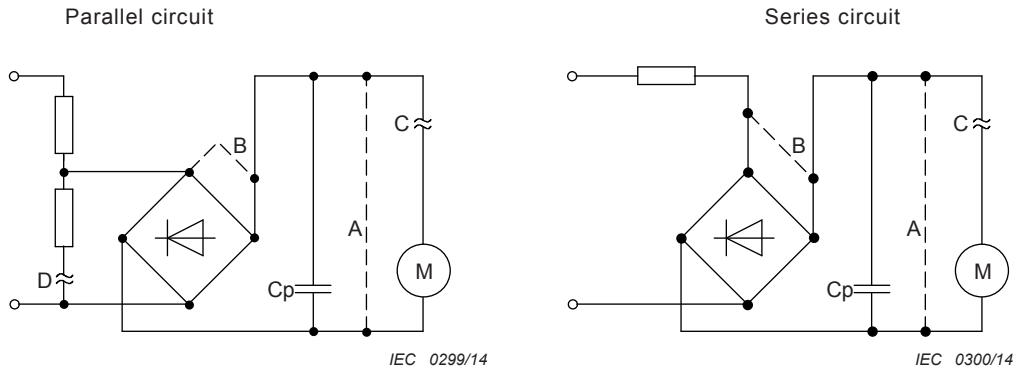 Parallel circuit
Series circuit
C
B
A
D
Cp
M
IEC 0299/14
C
B
A
Cp
M
IEC 0300/14